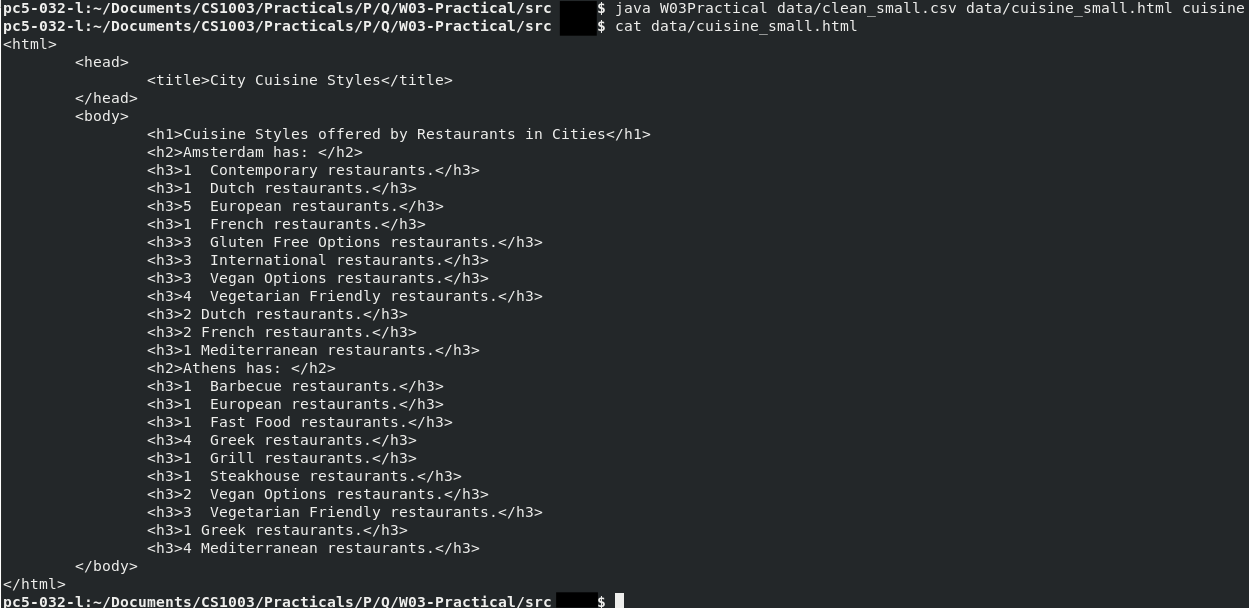 pc5-032-l:~/Documents/CS1003/Practicals/P/Q/W03-Practical/src $ java W03Practical data/clean_small.csv data/cuisine_small.html cuisine
pc5-032-l:~/Documents/CS1003/Practicals/P/Q/W03-Practical/src $ cat data/cuisine_small.html
<html>
        <head>
                <title>City Cuisine Styles</title>
        </head>
        <body>
                <h1>Cuisine Styles offered by Restaurants in Cities</h1>
                <h2>Amsterdam has: </h2>
                <h3>1  Contemporary restaurants.</h3>
                <h3>1  Dutch restaurants.</h3>
                <h3>5  European restaurants.</h3>
                <h3>1  French restaurants.</h3>
                <h3>3  Gluten Free Options restaurants.</h3>
                <h3>3  International restaurants.</h3>
                <h3>3  Vegan Options restaurants.</h3>
                <h3>4  Vegetarian Friendly restaurants.</h3>
                <h3>2 Dutch restaurants.</h3>
                <h3>2 French restaurants.</h3>
                <h3>1 Mediterranean restaurants.</h3>
                <h2>Athens has: </h2>
                <h3>1  Barbecue restaurants.</h3>
                <h3>1  European restaurants.</h3>
                <h3>1  Fast Food restaurants.</h3>
                <h3>4  Greek restaurants.</h3>
                <h3>1  Grill restaurants.</h3>
                <h3>1  Steakhouse restaurants.</h3>
                <h3>2  Vegan Options restaurants.</h3>
                <h3>3  Vegetarian Friendly restaurants.</h3>
                <h3>1 Greek restaurants.</h3>
                <h3>4 Mediterranean restaurants.</h3>
        </body>
</html>
pc5-032-l:~/Documents/CS1003/Practicals/P/Q/W03-Practical/src $